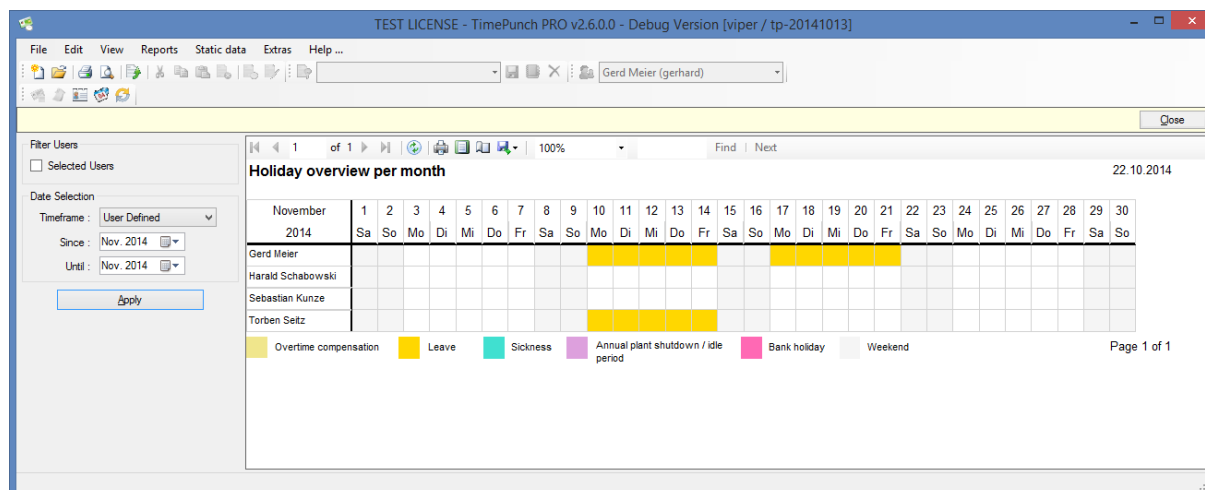 TEST LICENSE - TimePunch PRO v2.6.0.0 - Debug Version [viper / tp-20141013]
File Edit View Reports Static data Extras Help ...
Gerd Meier (gerhard)
Close
Filter Users
Selected Users
Date Selection
Timeframe : User Defined
Since : Nov. 2014
Until : Nov. 2014
Apply
1 of 1 100% Find | Next
Holiday overview per month 22.10.2014
November 1 2 3 4 5 6 7 8 9 10 11 12 13 14 15 16 17 18 19 20 21 22 23 24 25 26 27 28 29 30
2014 Sa So Mo Di Mi Do Fr Sa So Mo Di Mi Do Fr Sa So Mo Di Mi Do Fr Sa So Mo Di Mi Do Fr Sa So
Gerd Meier
Harald Schabowski
Sebastian Kunze
Torben Seitz
Overtime compensation Leave Sickness Annual plant shutdown / idle period Bank holiday Weekend Page 1 of 1